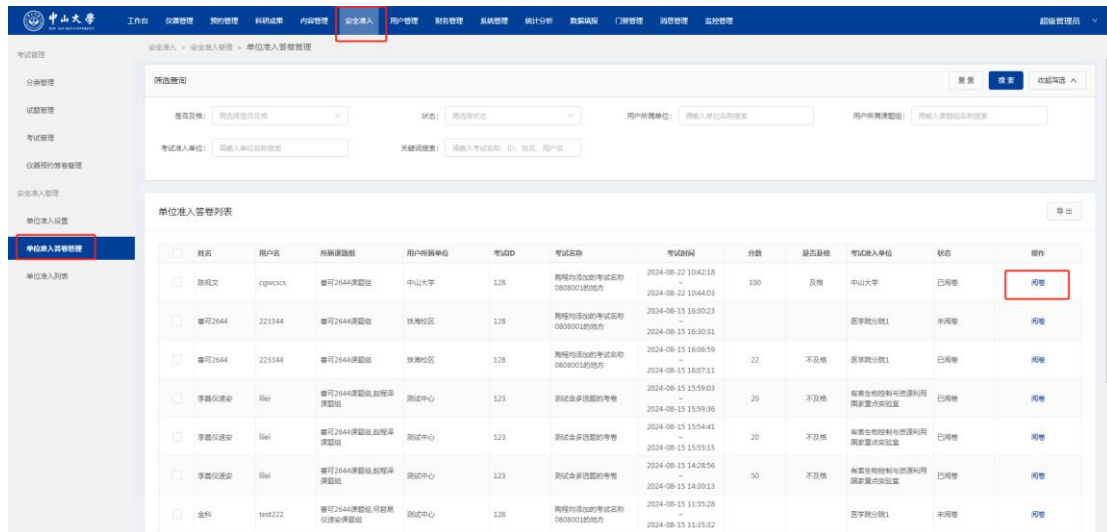 中山大學
工作台 仪器管理 预约管理 科研成果 内容管理 安全准入 用户管理 财务管理 系统管理 统计分析 数据填报 门禁管理 消息管理 监控管理 超级管理员
考试管理
分类管理
试题管理
考试管理
仪器预约答卷管理
安全准入管理
单位准入设置
单位准入答卷管理
单位准入列表
安全准入 > 安全准入管理 > 单位准入答卷管理
筛选查询 重置 搜索 收起筛选
是否及格: 请选择是否及格 状态: 请选择状态 用户所属单位: 请输入单位名称搜索 用户所属课题组: 请输入课题组名称搜索
考试准入单位: 请输入单位名称搜索 关键词搜索: 请输入考试名称、ID、姓名、用户名
单位准入答卷列表 导出
姓名 用户名 所属课题组 用户所属单位 考试ID 考试名称 考试时间 分数 是否及格 考试准入单位 状态 操作
陈观文 cgwcscs 番可2644课题组 中山大学 128 陶程均添加的考试名称0808001的地方 2024-08-22 10:42:18 ~ 2024-08-22 10:44:03 100 及格 中山大学 已阅卷 阅卷
番可2644 223344 番可2644课题组 珠海校区 128 陶程均添加的考试名称0808001的地方 2024-08-15 16:30:23 ~ 2024-08-15 16:30:31 医学院分院1 未阅卷 阅卷
番可2644 223344 番可2644课题组 珠海校区 128 陶程均添加的考试名称0808001的地方 2024-08-15 16:06:59 ~ 2024-08-15 16:07:11 22 不及格 医学院分院1 已阅卷 阅卷
李磊仪速安 lilei 番可2644课题组,赵程泽课题组 测试中心 123 测试含多选题的考卷 2024-08-15 15:59:03 ~ 2024-08-15 15:59:36 20 不及格 有害生物控制与资源利用国家重点实验室 已阅卷 阅卷
李磊仪速安 lilei 番可2644课题组,赵程泽课题组 测试中心 123 测试含多选题的考卷 2024-08-15 15:54:41 ~ 2024-08-15 15:55:15 20 不及格 有害生物控制与资源利用国家重点实验室 已阅卷 阅卷
李磊仪速安 lilei 番可2644课题组,赵程泽课题组 测试中心 123 测试含多选题的考卷 2024-08-15 14:28:56 ~ 2024-08-15 14:30:13 50 不及格 有害生物控制与资源利用国家重点实验室 已阅卷 阅卷
金科 test222 番可2644课题组,何君易仪速安课题组 测试中心 128 陶程均添加的考试名称0808001的地方 2024-08-15 11:35:28 ~ 2024-08-15 11:35:32 医学院分院1 未阅卷 阅卷